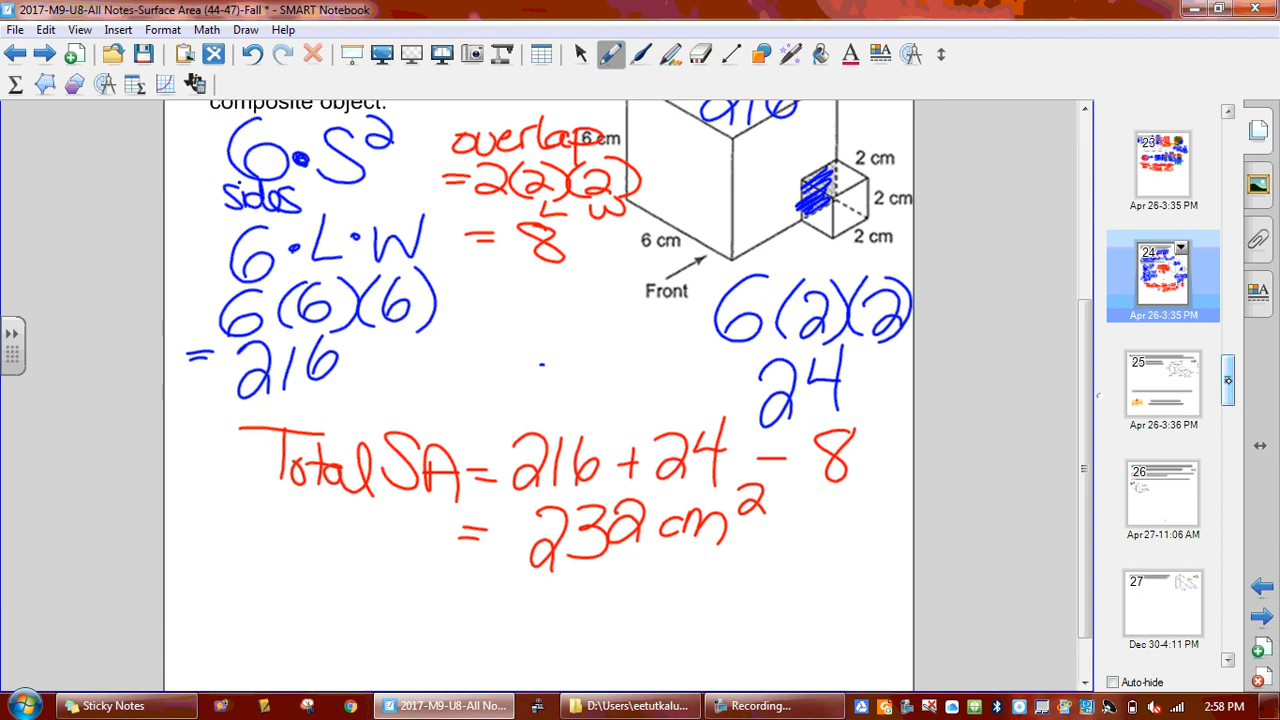 2017-M9-U8-All Notes-Surface Area (44-47)-Fall * - SMART Notebook
File Edit View Insert Format Math Draw Help
composite object.
6 • S²
sides
6 • L • W
6 (6)(6)
= 216
overlap
= 2(2)(2)
L W
= 8
216
6 cm
6 cm
Front
2 cm
2 cm
2 cm
6 (2)(2)
24
Total SA = 216 + 24 - 8
= 232 cm²
23
Apr 26-3:35 PM
24
Apr 26-3:35 PM
25
Apr 26-3:35 PM
26
Apr 27-11:06 AM
27
Dec 30-4:11 PM
Auto-hide
Sticky Notes
2017-M9-U8-All No...
D:\Users\eetutkalu...
Recording...
2:58 PM